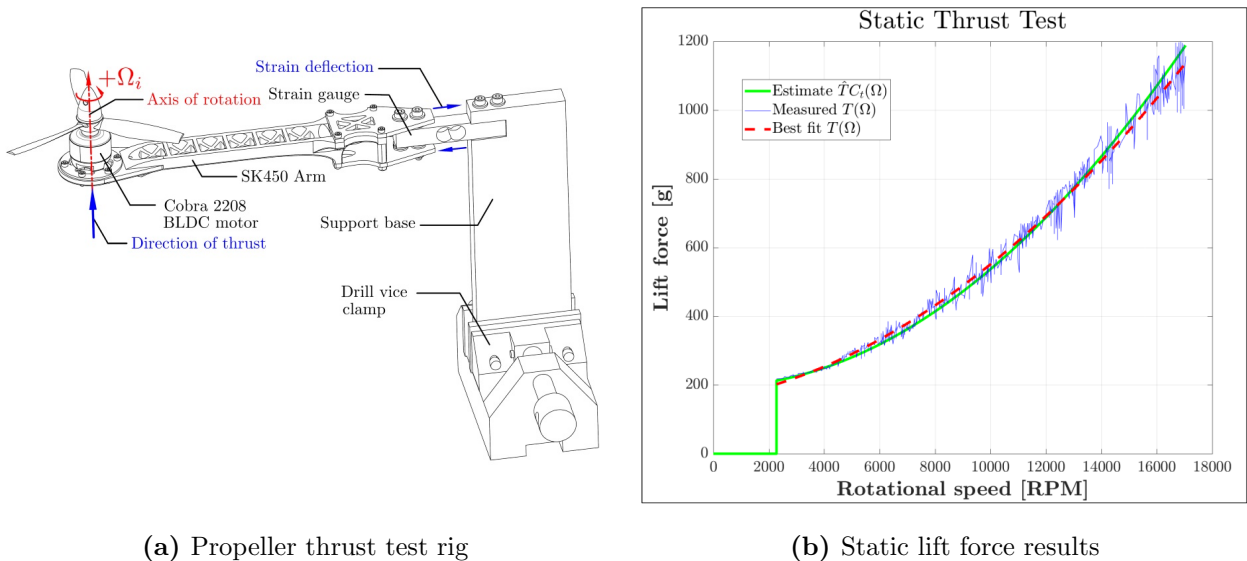 +Ωᵢ
Axis of rotation
Strain deflection
Strain gauge
SK450 Arm
Cobra 2208
BLDC motor
Direction of thrust
Support base
Drill vice
clamp
(a) Propeller thrust test rig
Static Thrust Test
Estimate T̂C_t(Ω)
Measured T(Ω)
Best fit T(Ω)
Lift force [g]
1200
1000
800
600
400
200
0
0 2000 4000 6000 8000 10000 12000 14000 16000 18000
Rotational speed [RPM]
(b) Static lift force results